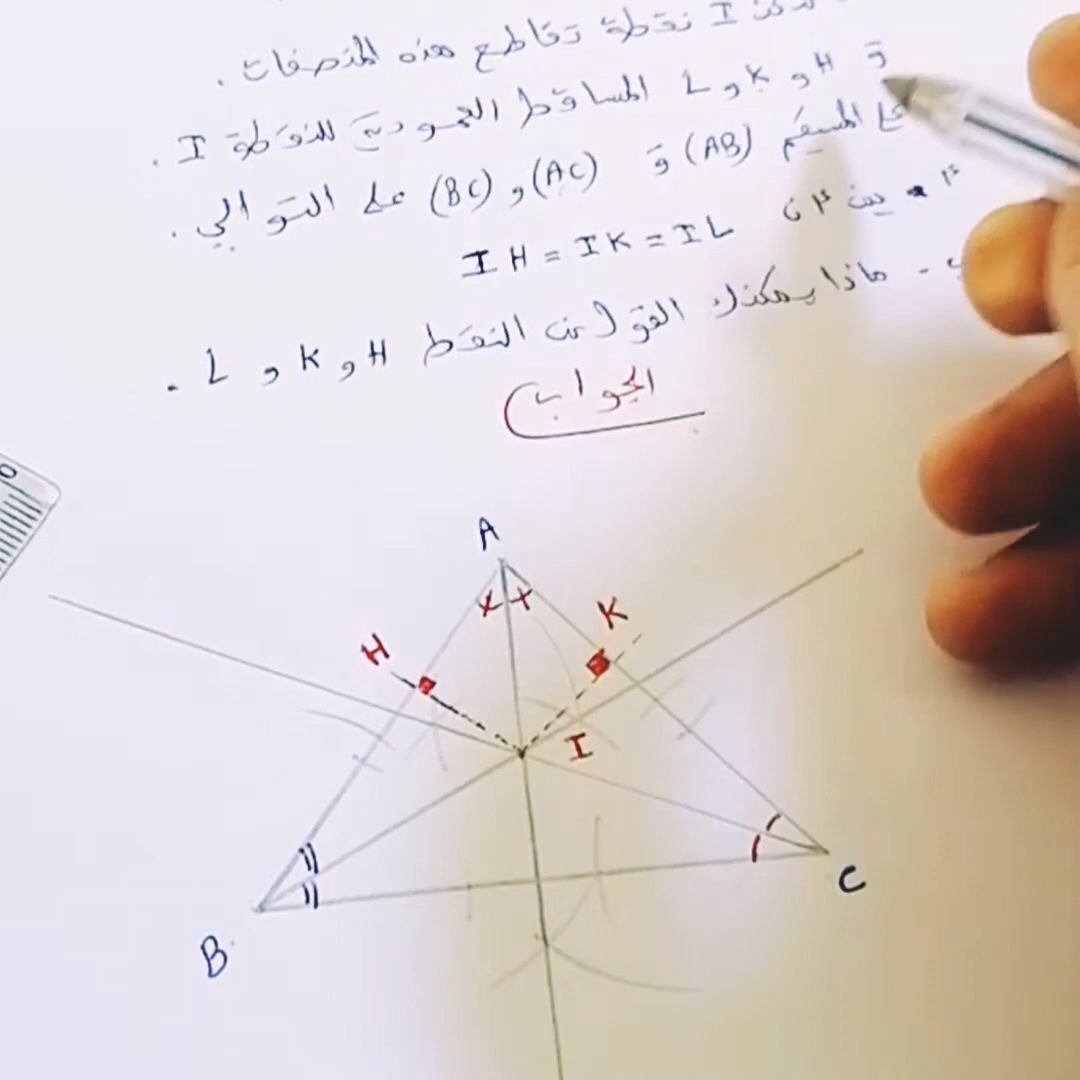 I نقطة تقاطع هذه المنصفات .
و H و K و L المساقط العمودية للنقطة I .
على المستقيم (AB) و (AC) و (BC) على التوالي .
بين أن IH = IK = IL
ماذا يمكنك القول عن النقط H و K و L .
الجواب
0
A
K
H
I
C
B